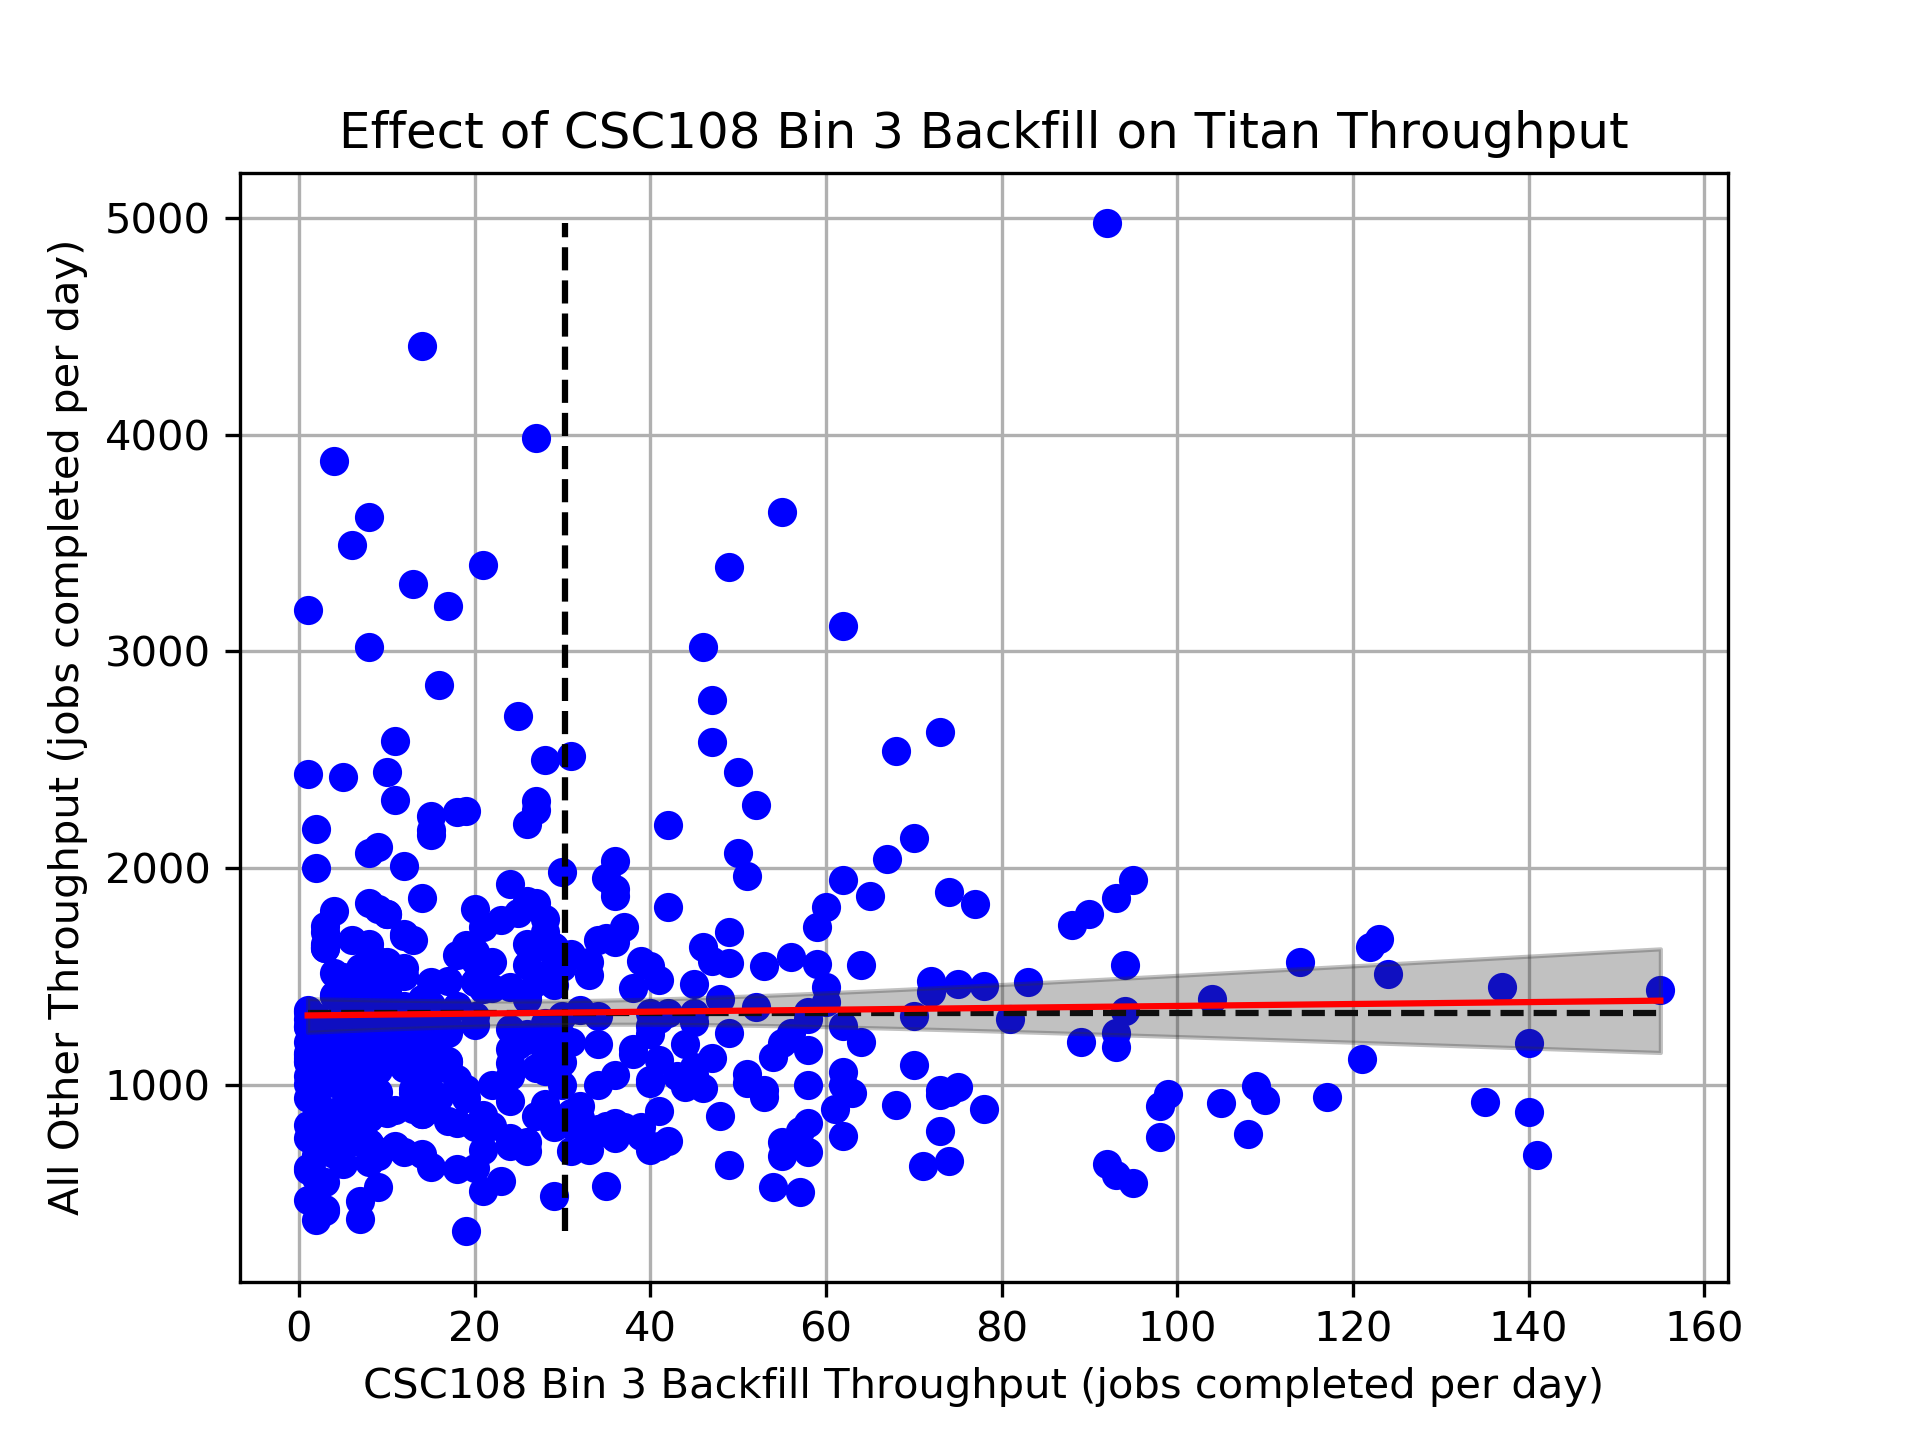 Effect of CSC108 Bin 3 Backfill on Titan Throughput
All Other Throughput (jobs completed per day)
5000
4000
3000
2000
1000
0 20 40 60 80 100 120 140 160
CSC108 Bin 3 Backfill Throughput (jobs completed per day)